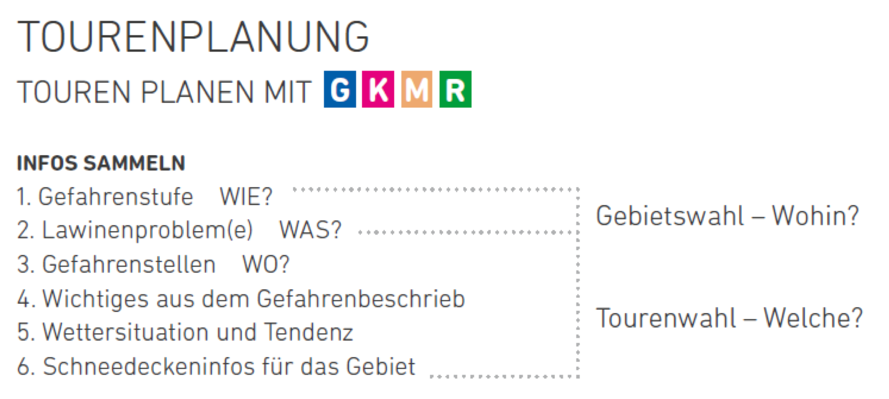 TOURENPLANUNG
TOUREN PLANEN MIT G K M R
INFOS SAMMELN
1. Gefahrenstufe WIE?
2. Lawinenproblem(e) WAS?
Gebietswahl – Wohin?
3. Gefahrenstellen WO?
4. Wichtiges aus dem Gefahrenbeschrieb
5. Wettersituation und Tendenz
6. Schneedeckeninfos für das Gebiet
Tourenwahl – Welche?